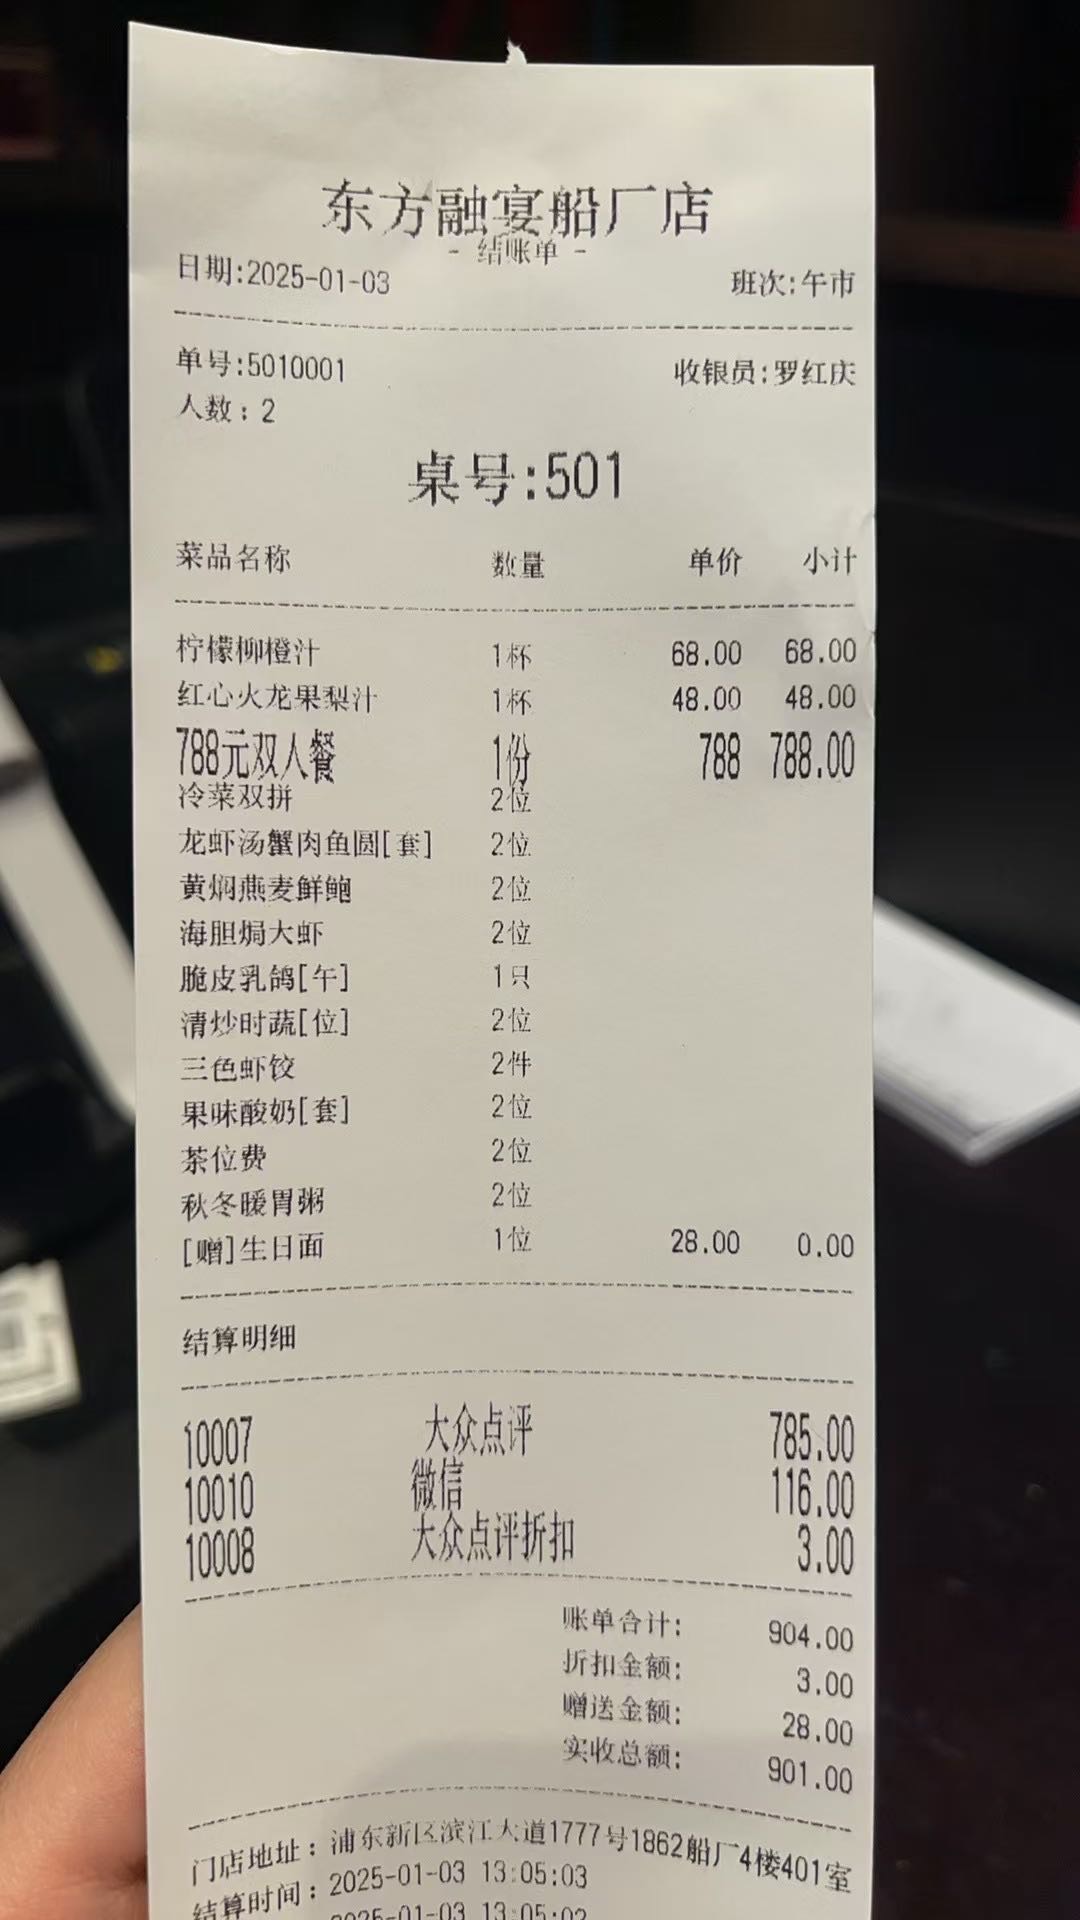 东方融宴船厂店
- 结账单 -
日期:2025-01-03 班次:午市
单号:5010001 收银员:罗红庆
人数：2
桌号:501
菜品名称 数量 单价 小计
柠檬柳橙汁 1杯 68.00 68.00
红心火龙果梨汁 1杯 48.00 48.00
788元双人餐 1份 788 788.00
冷菜双拼 2位
龙虾汤蟹肉鱼圆[套] 2位
黄焖燕麦鲜鲍 2位
海胆焗大虾 2位
脆皮乳鸽[午] 1只
清炒时蔬[位] 2位
三色虾饺 2件
果味酸奶[套] 2位
茶位费 2位
秋冬暖胃粥 2位
[赠]生日面 1位 28.00 0.00
结算明细
10007 大众点评 785.00
10010 微信 116.00
10008 大众点评折扣 3.00
账单合计: 904.00
折扣金额: 3.00
赠送金额: 28.00
实收总额: 901.00
门店地址：浦东新区滨江大道1777号1862船厂4楼401室
结算时间：2025-01-03 13:05:03
2025-01-03 13:05:02